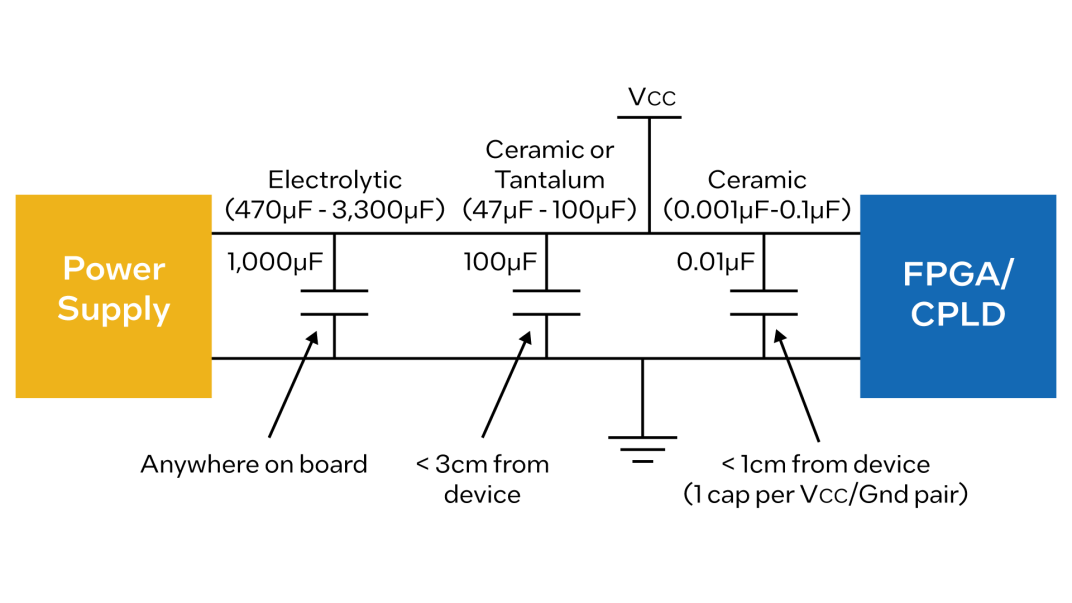 VCC
Ceramic or
Tantalum
(47µF - 100µF)
Electrolytic
(470µF - 3,300µF)
Ceramic
(0.001µF-0.1µF)
Power
Supply
1,000µF
100µF
0.01µF
FPGA/
CPLD
Anywhere on board
< 3cm from
device
< 1cm from device
(1 cap per VCC/Gnd pair)